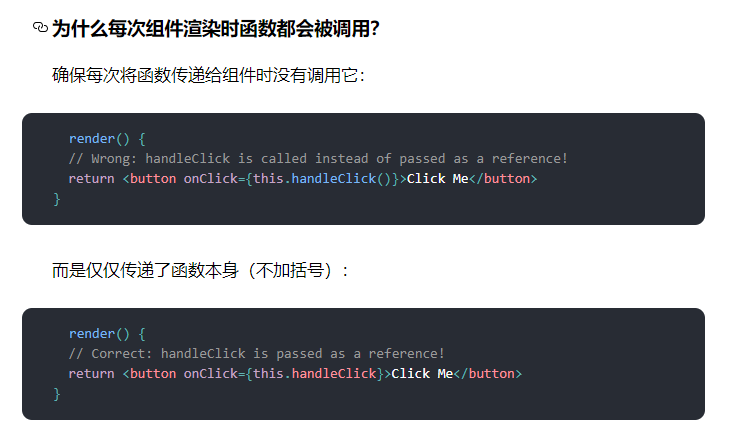 为什么每次组件渲染时函数都会被调用？
确保每次将函数传递给组件时没有调用它：
render() {
// Wrong: handleClick is called instead of passed as a reference!
return <button onClick={this.handleClick()}>Click Me</button>
}
而是仅仅传递了函数本身（不加括号）：
render() {
// Correct: handleClick is passed as a reference!
return <button onClick={this.handleClick}>Click Me</button>
}